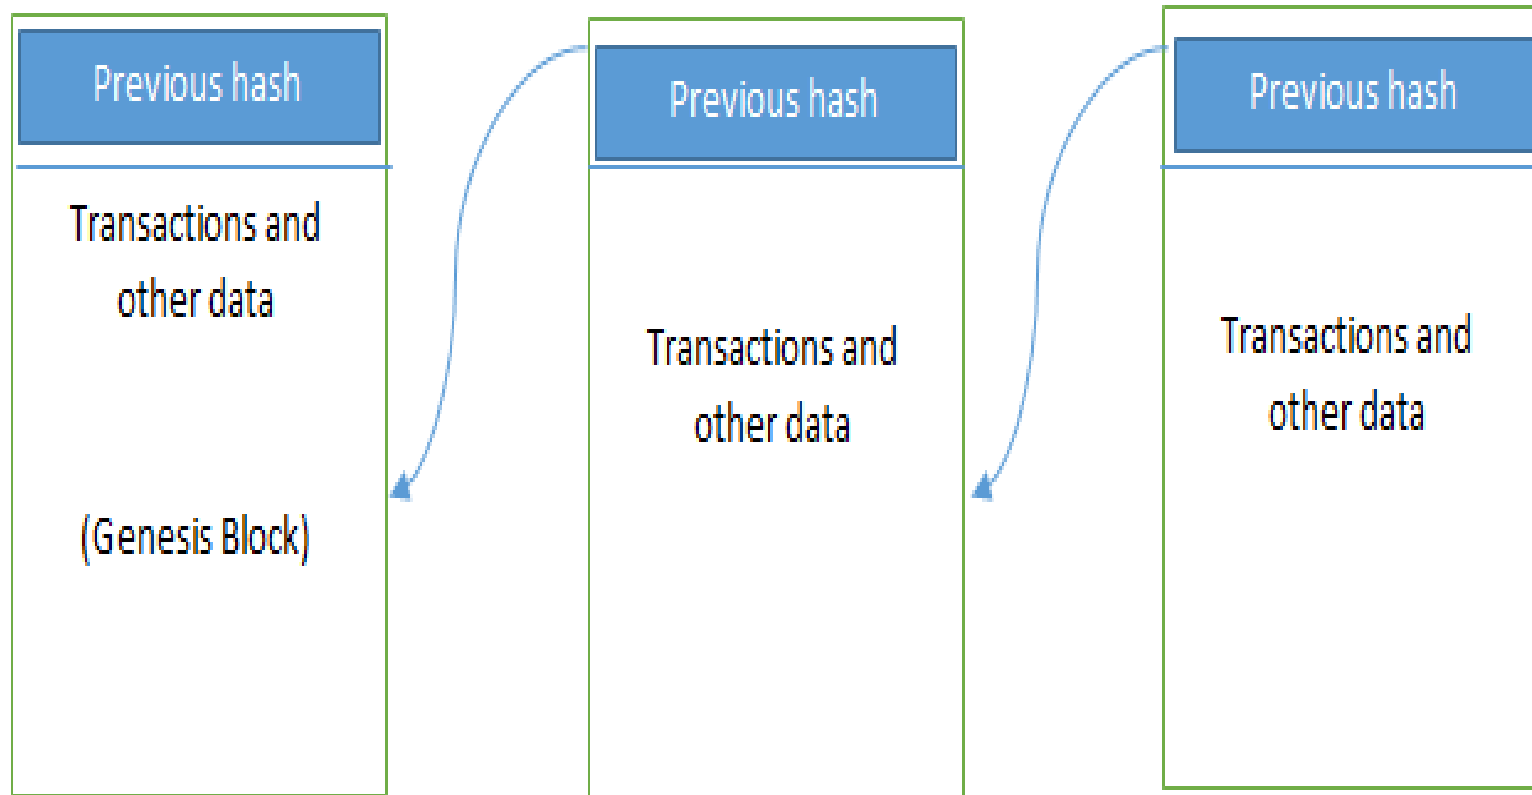 Previous hash
Transactions and
other data
(Genesis Block)
Previous hash
Transactions and
other data
Previous hash
Transactions and
other data